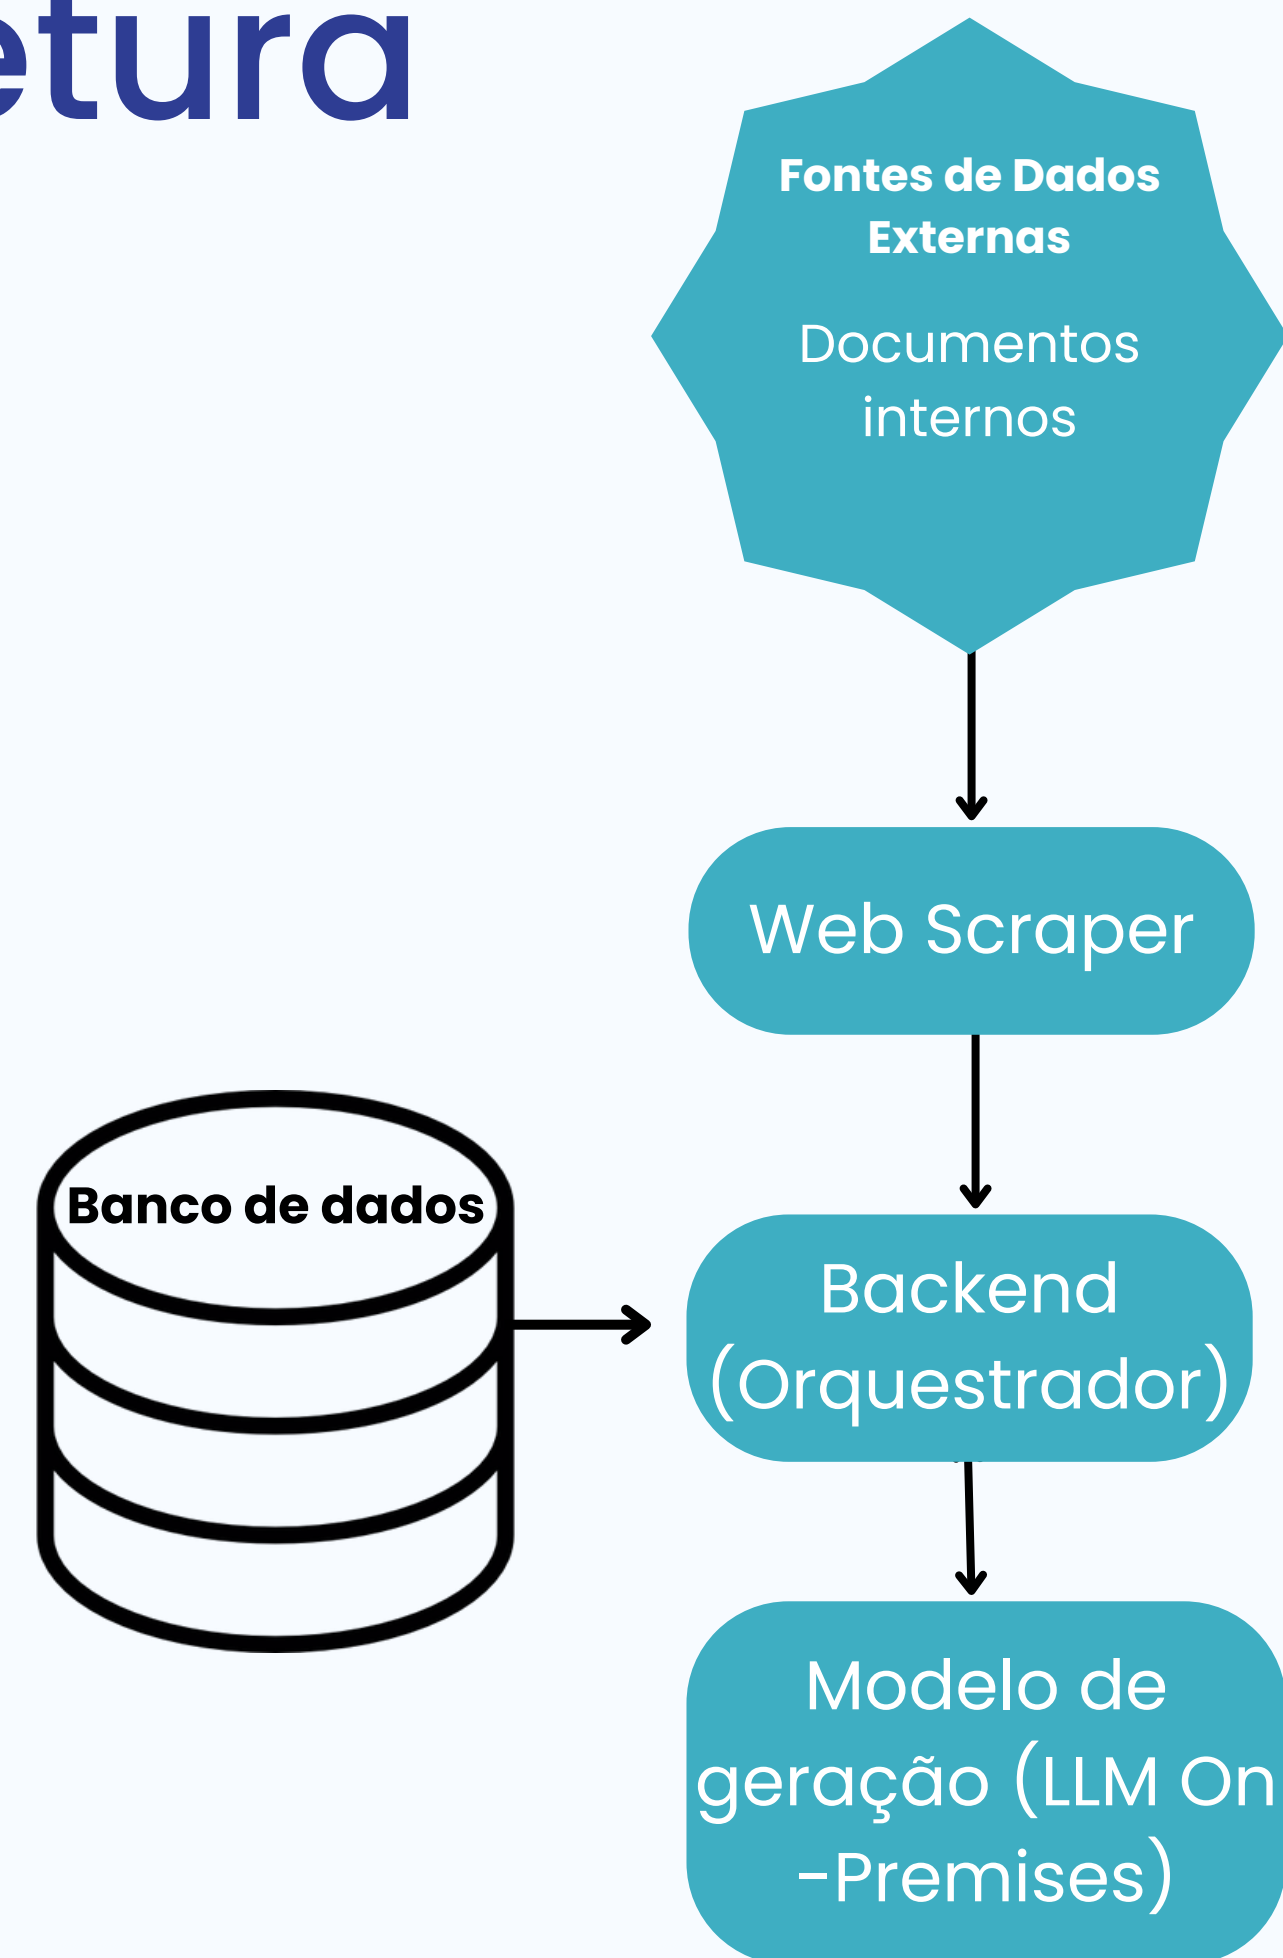 etura
Fontes de Dados
Externas
Documentos
internos
Web Scraper
Banco de dados
Backend
(Orquestrador)
Modelo de
geração (LLM On
-Premises)